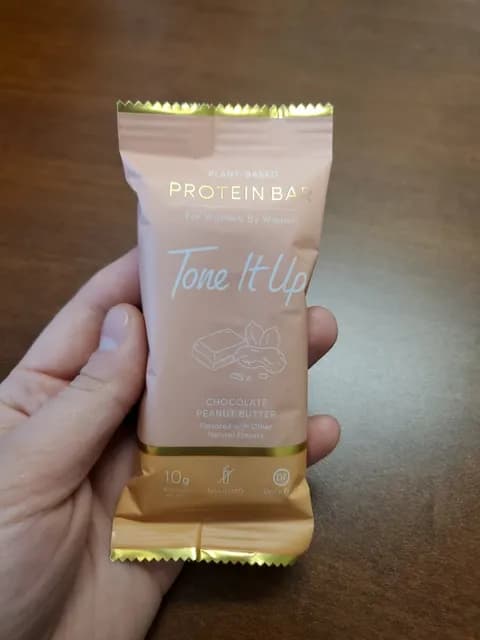 PLANT-BASED
PROTEIN BAR
For Women By Women
Tone It Up
CHOCOLATE
PEANUT BUTTER
Flavored with Other
Natural Flavors
10g